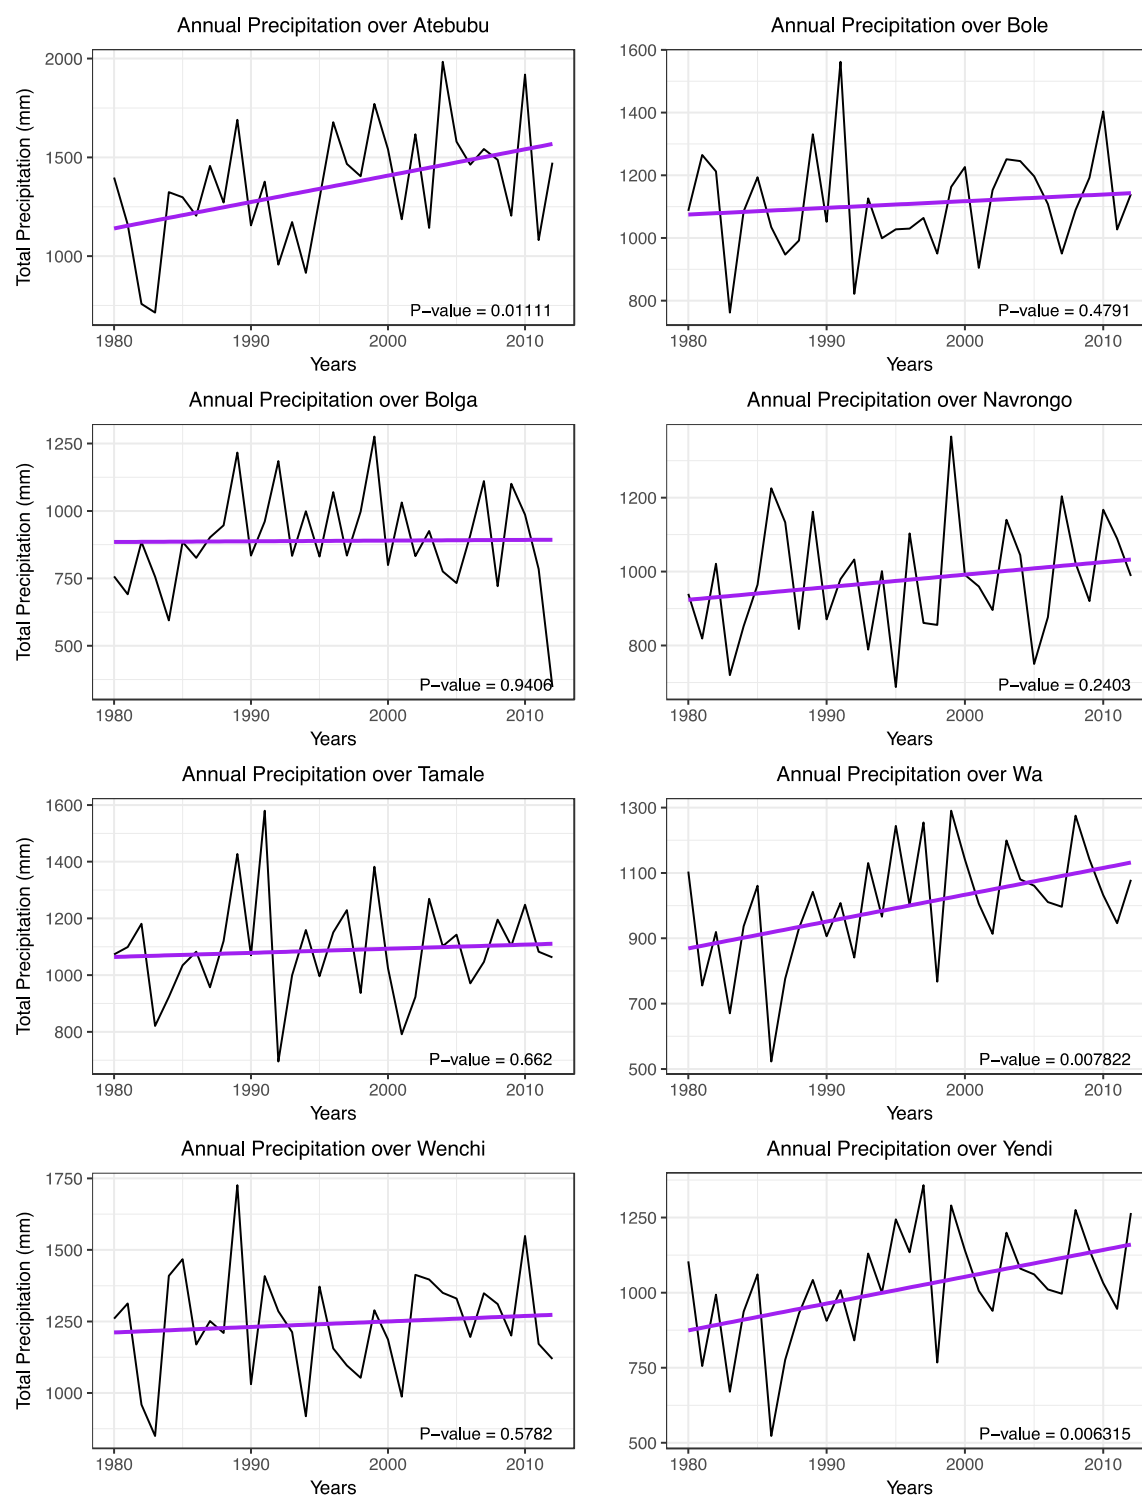 Annual Precipitation over Atebubu
Total Precipitation (mm)
2000
1500
1000
P−value = 0.01111
1980 1990 2000 2010
Years
Annual Precipitation over Bole
1600
1400
1200
1000
800
P−value = 0.4791
1980 1990 2000 2010
Years
Annual Precipitation over Bolga
Total Precipitation (mm)
1250
1000
750
500
P−value = 0.9406
1980 1990 2000 2010
Years
Annual Precipitation over Navrongo
1200
1000
800
P−value = 0.2403
1980 1990 2000 2010
Years
Annual Precipitation over Tamale
Total Precipitation (mm)
1600
1400
1200
1000
800
P−value = 0.662
1980 1990 2000 2010
Years
Annual Precipitation over Wa
1300
1100
900
700
500
P−value = 0.007822
1980 1990 2000 2010
Years
Annual Precipitation over Wenchi
Total Precipitation (mm)
1750
1500
1250
1000
P−value = 0.5782
1980 1990 2000 2010
Years
Annual Precipitation over Yendi
1250
1000
750
500
P−value = 0.006315
1980 1990 2000 2010
Years